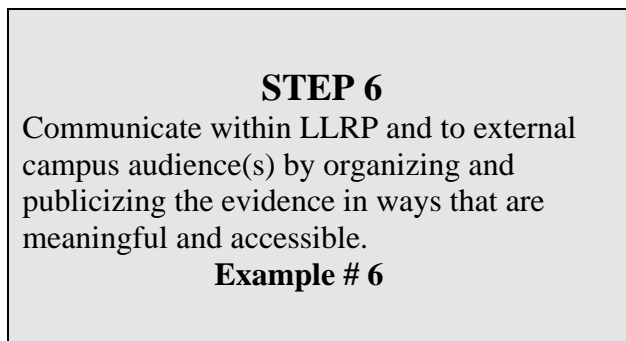 STEP 6
Communicate within LLRP and to external
campus audience(s) by organizing and
publicizing the evidence in ways that are
meaningful and accessible.
Example # 6